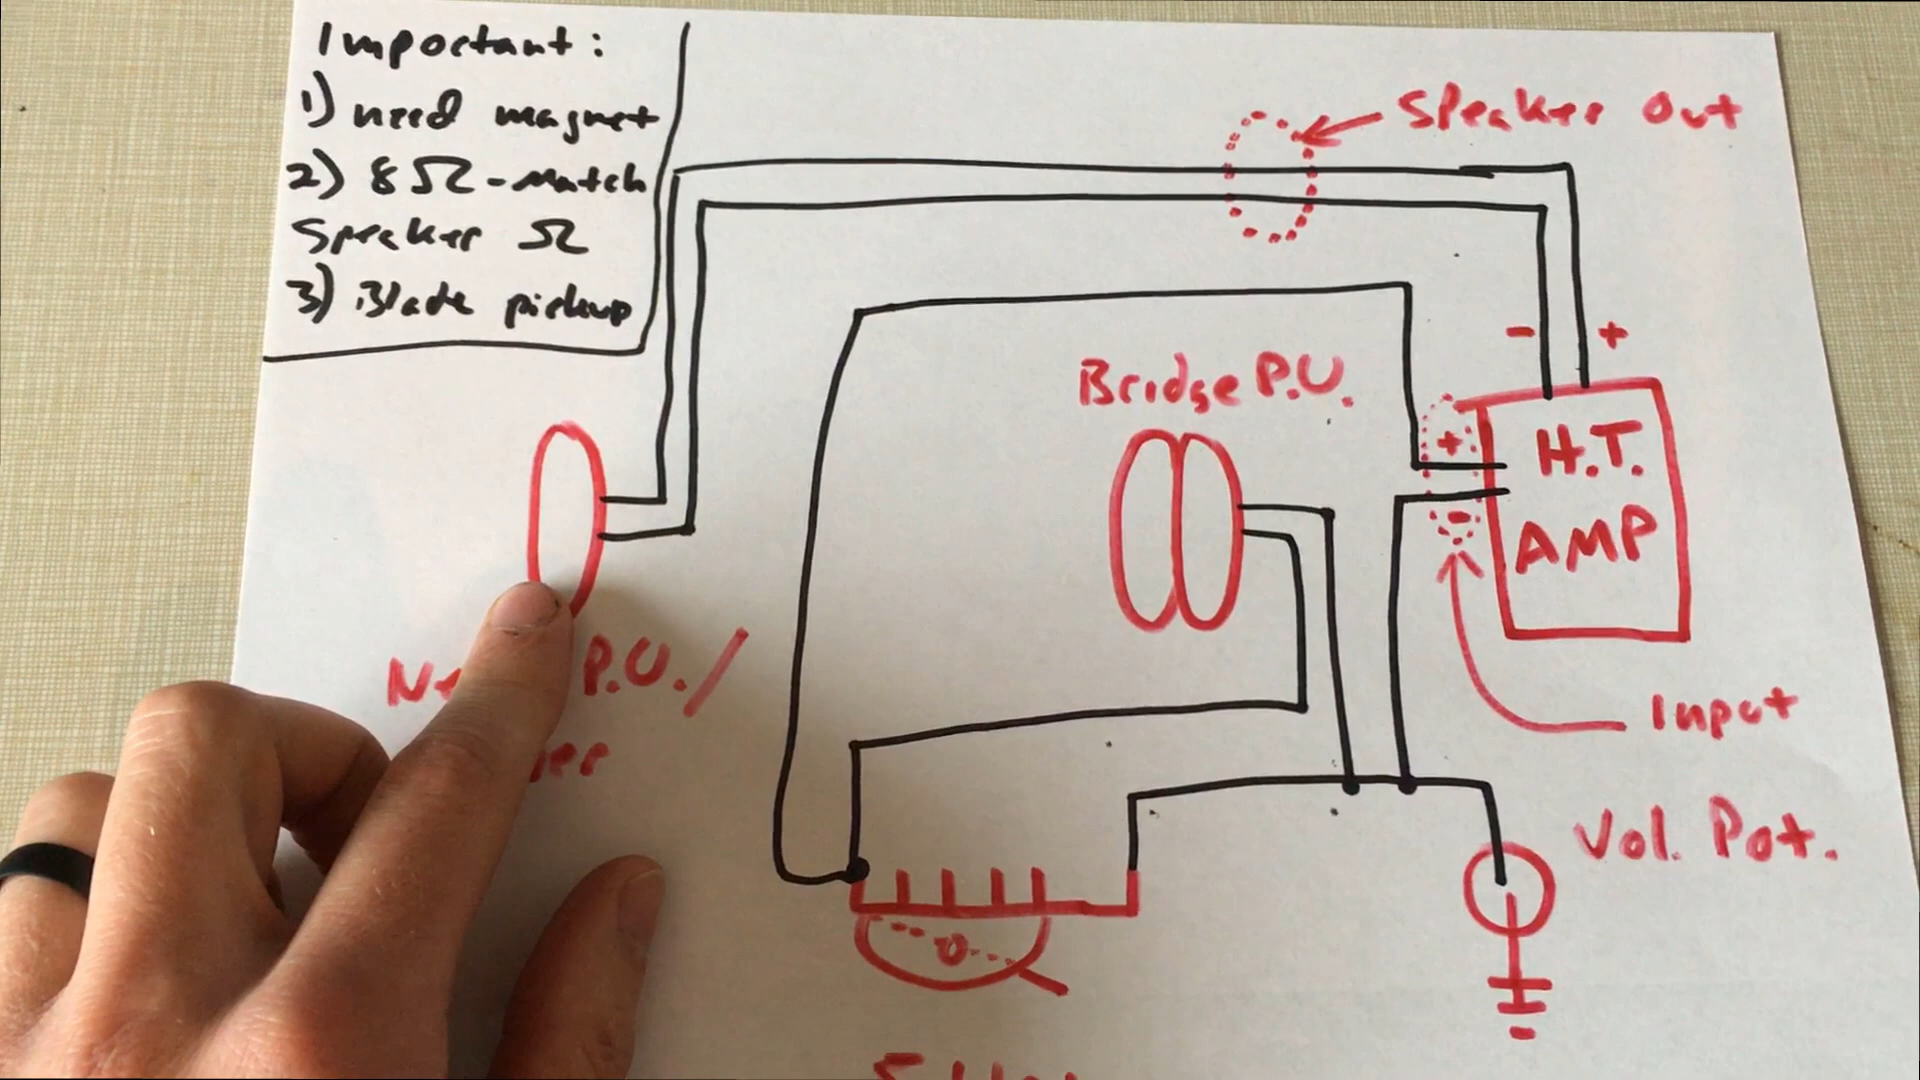 Important:
1) need magnet
2) 8Ω - Match
Speaker Ω
3) Blade pickup
Speaker Out
- +
Bridge P.U.
+
H.T.
AMP
-
P.U./
Input
Vol. Pot.